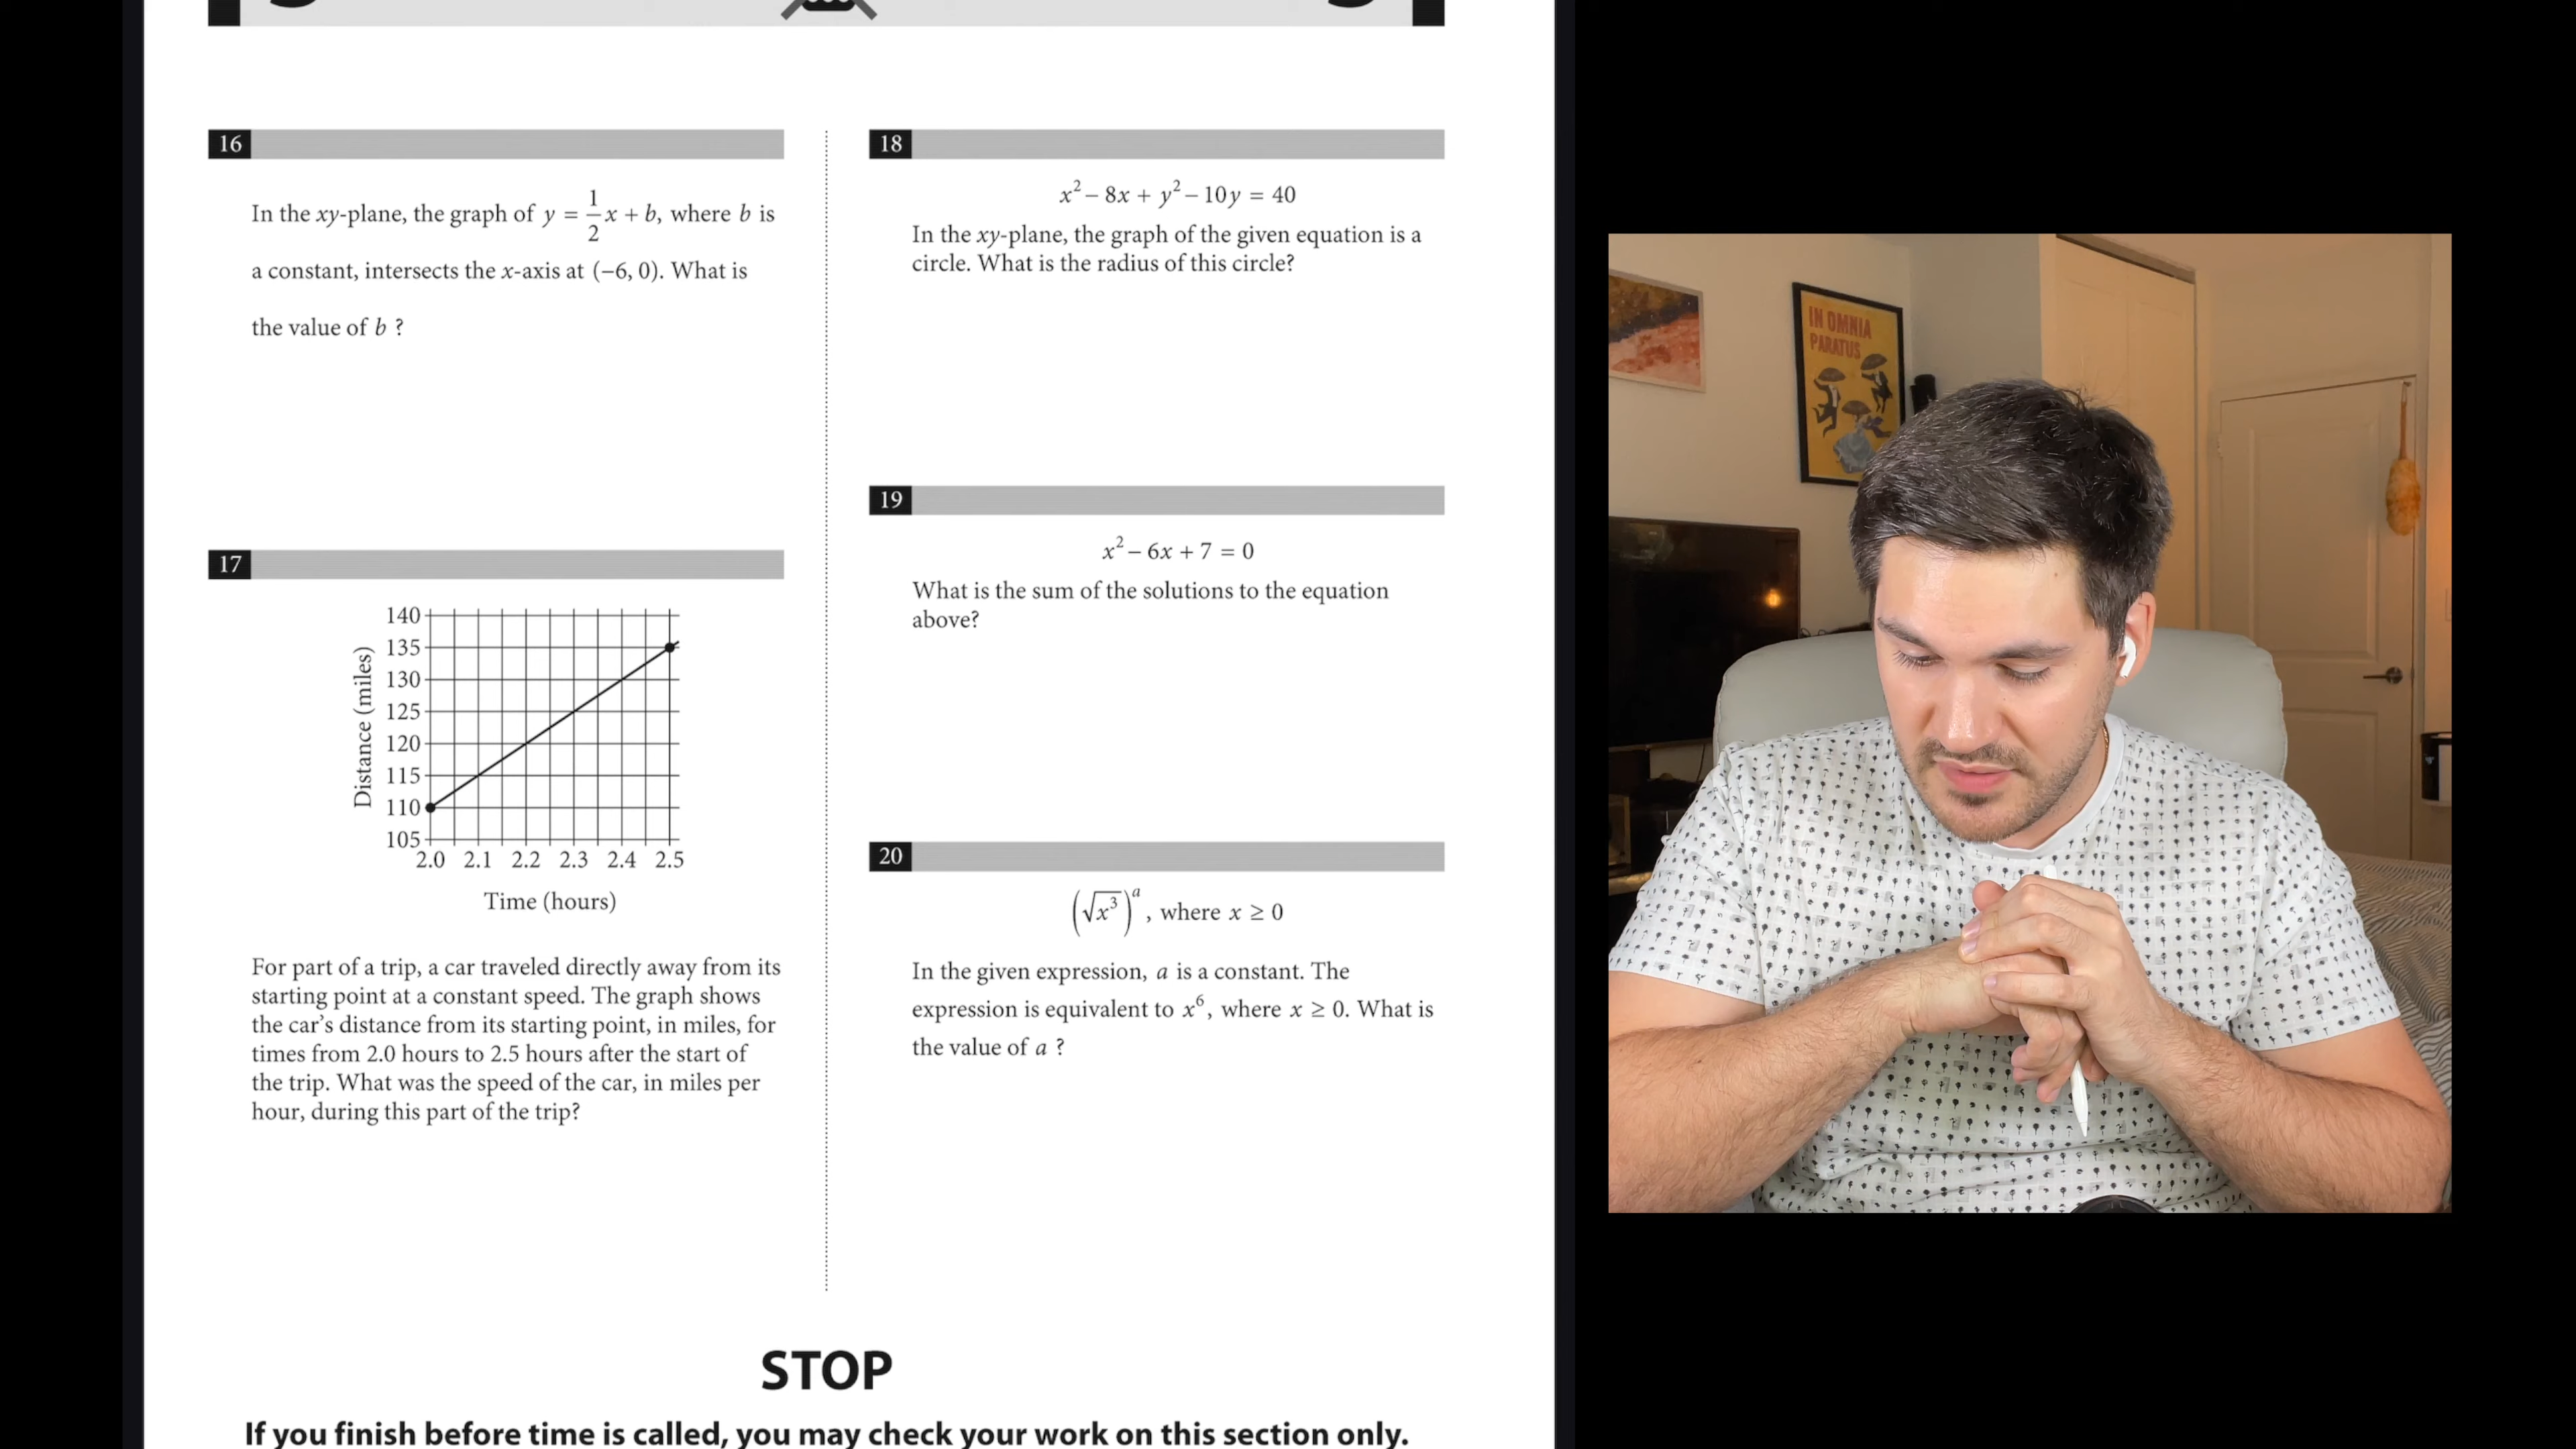 16
In the xy-plane, the graph of y = 1/2 x + b, where b is
a constant, intersects the x-axis at (−6, 0). What is
the value of b ?
17
140
135
130
125
120
115
110
105
Distance (miles)
2.0 2.1 2.2 2.3 2.4 2.5
Time (hours)
For part of a trip, a car traveled directly away from its
starting point at a constant speed. The graph shows
the car’s distance from its starting point, in miles, for
times from 2.0 hours to 2.5 hours after the start of
the trip. What was the speed of the car, in miles per
hour, during this part of the trip?
18
x² − 8x + y² − 10y = 40
In the xy-plane, the graph of the given equation is a
circle. What is the radius of this circle?
19
x² − 6x + 7 = 0
What is the sum of the solutions to the equation
above?
20
(√x³)ᵃ , where x ≥ 0
In the given expression, a is a constant. The
expression is equivalent to x⁶, where x ≥ 0. What is
the value of a ?
STOP
If you finish before time is called, you may check your work on this section only.
IN OMNIA
PARATUS